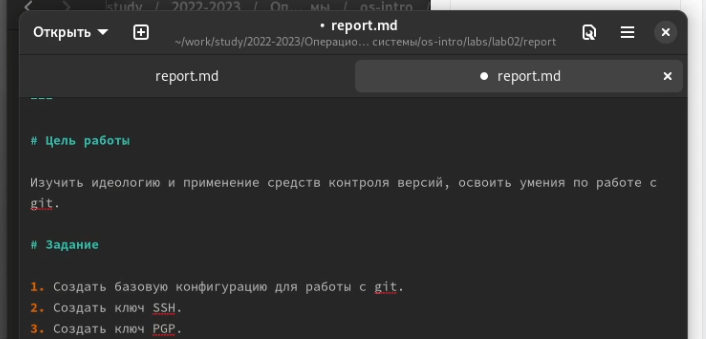 study / 2022-2023 / Оп мы / os-intro /
Открыть
• report.md
~/work/study/2022-2023/Операцио… системы/os-intro/labs/lab02/report
report.md
● report.md
# Цель работы
Изучить идеологию и применение средств контроля версий, освоить умения по работе с
git.
# Задание
1. Создать базовую конфигурацию для работы с git.
2. Создать ключ SSH.
3. Создать ключ PGP.